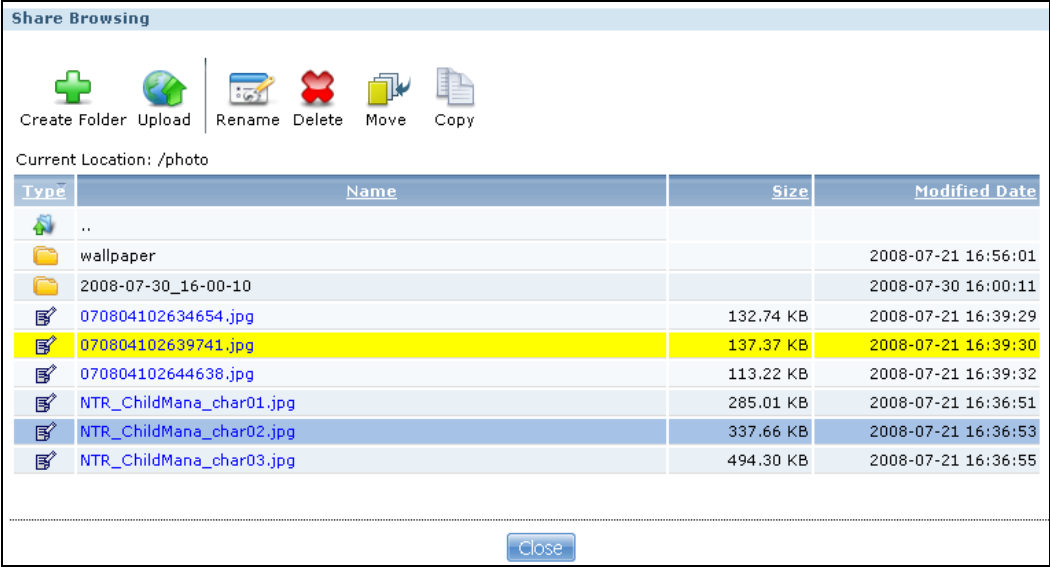 Share Browsing
Create Folder Upload Rename Delete Move Copy
Current Location: /photo
Type Name Size Modified Date
..
wallpaper 2008-07-21 16:56:01
2008-07-30_16-00-10 2008-07-30 16:00:11
070804102634654.jpg 132.74 KB 2008-07-21 16:39:29
070804102639741.jpg 137.37 KB 2008-07-21 16:39:30
070804102644638.jpg 113.22 KB 2008-07-21 16:39:32
NTR_ChildMana_char01.jpg 285.01 KB 2008-07-21 16:36:51
NTR_ChildMana_char02.jpg 337.66 KB 2008-07-21 16:36:53
NTR_ChildMana_char03.jpg 494.30 KB 2008-07-21 16:36:55
Close